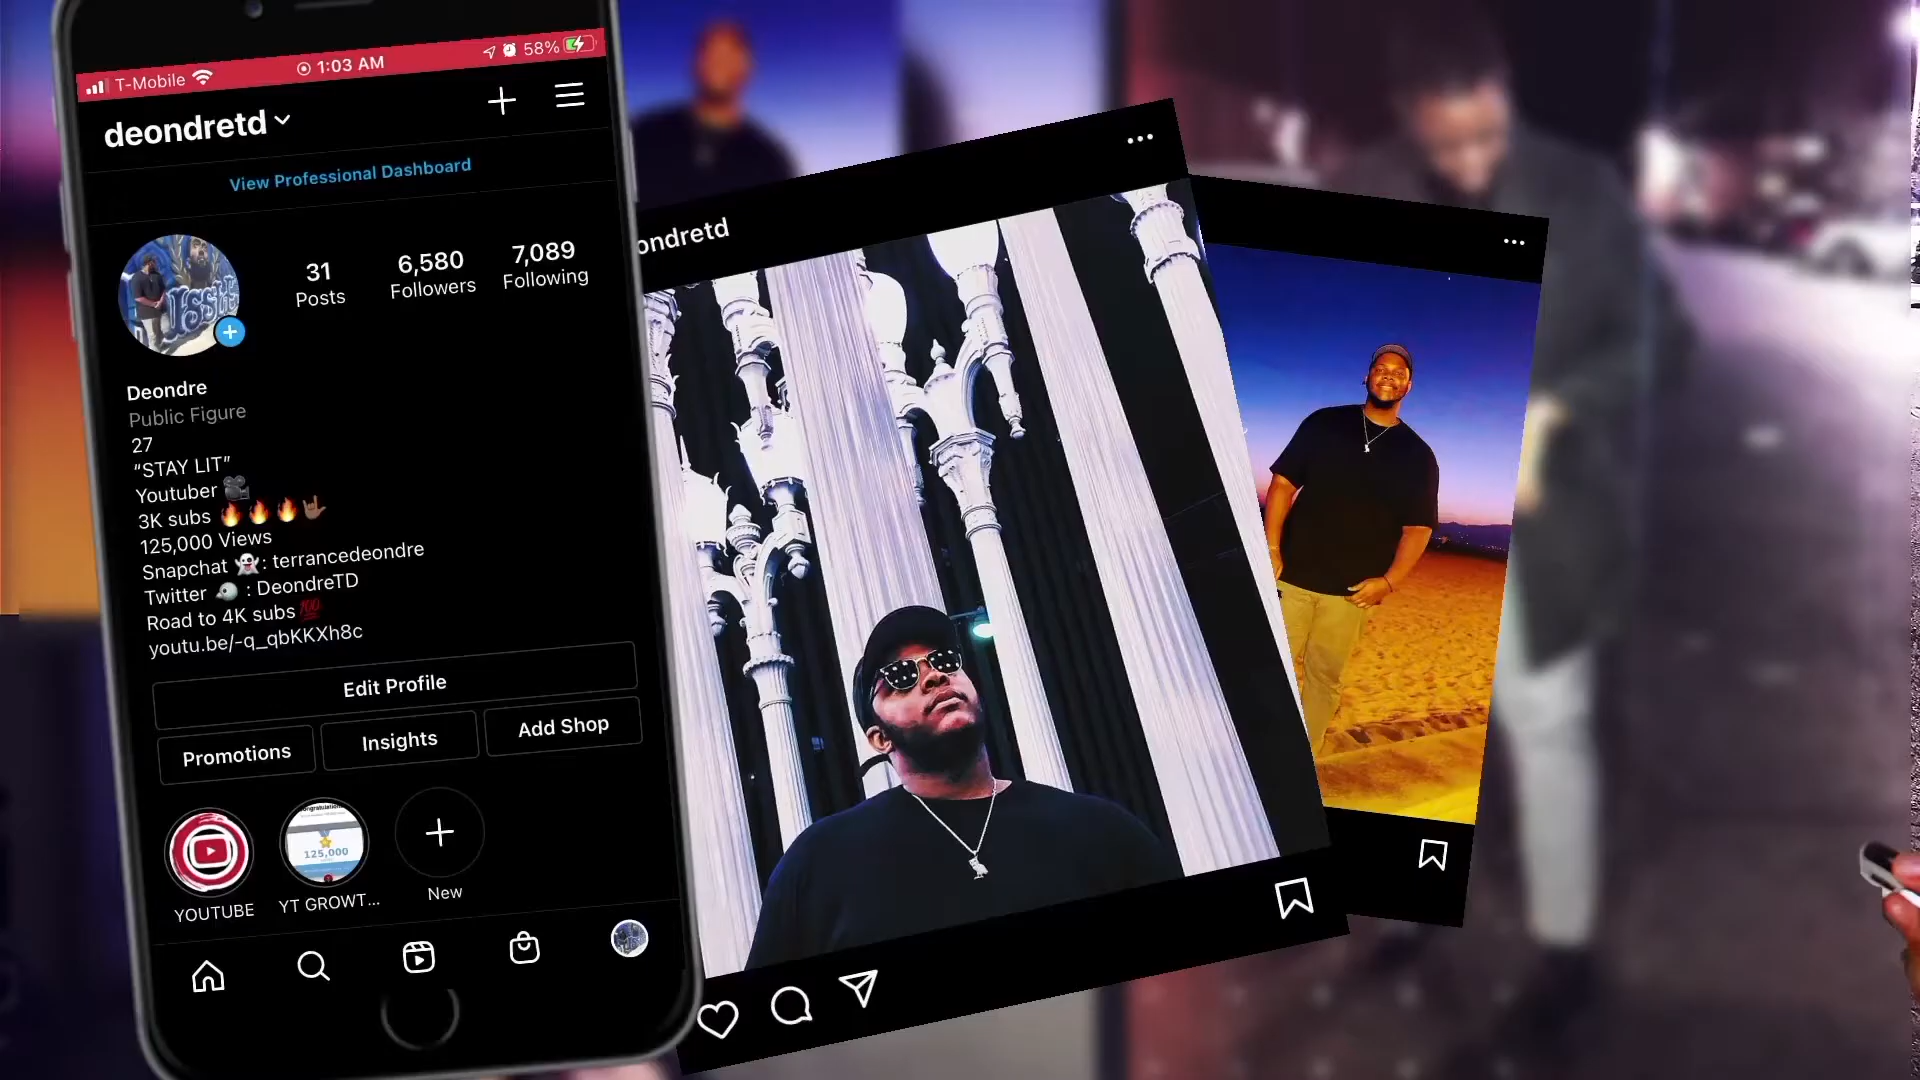 T-Mobile 1:03 AM 58%
deondretd
View Professional Dashboard
31 6,580 7,089
Posts Followers Following
Deondre
Public Figure
27
"STAY LIT"
Youtuber 🎥
3K subs 🔥🔥🔥🤟🏾
125,000 Views
Snapchat 👻: terrancedeondre
Twitter 🐦 : DeondreTD
Road to 4K subs💯
youtu.be/-q_qbKKXh8c
Edit Profile
Promotions Insights Add Shop
125,000
YOUTUBE YT GROWT... New
ondretd